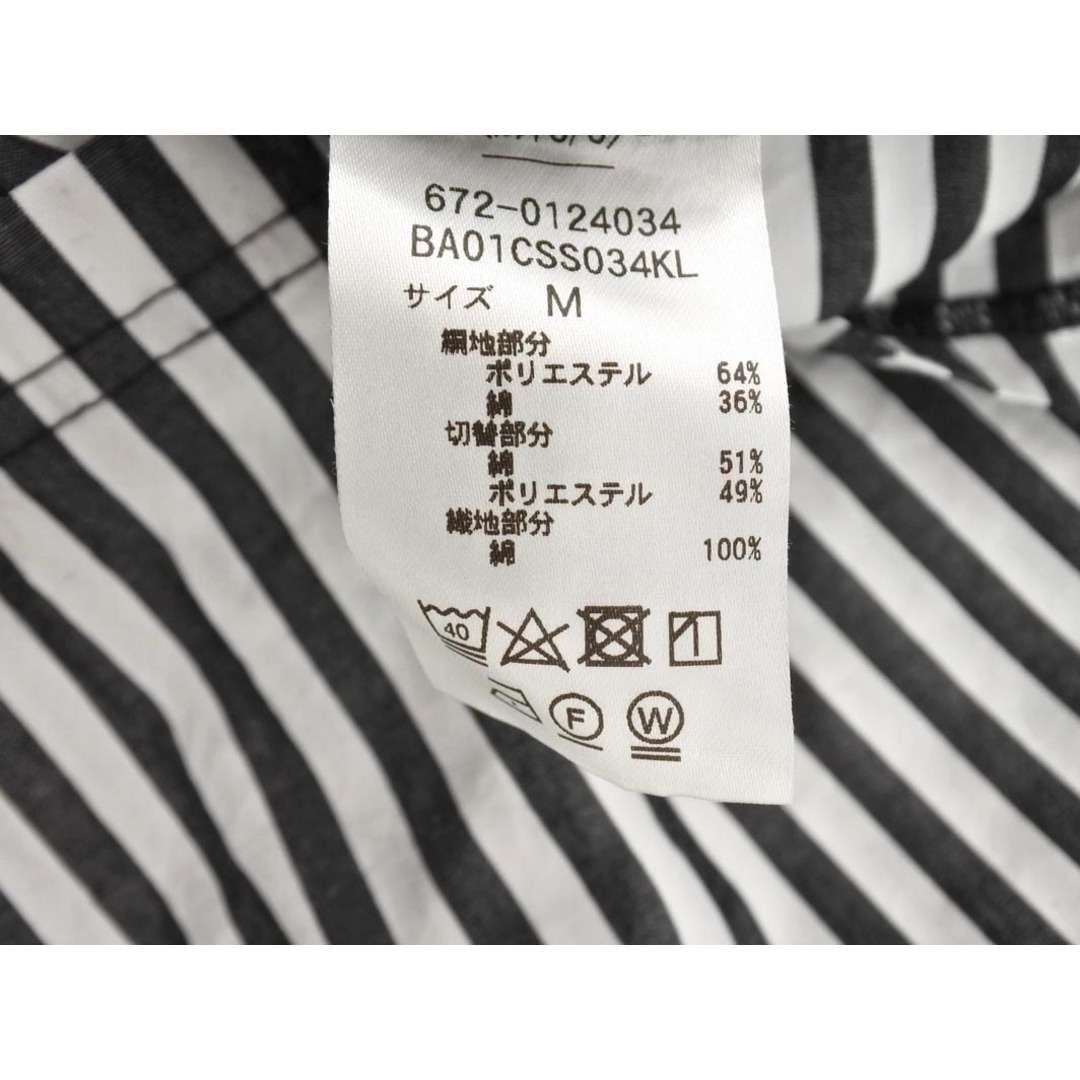 672-0124034
BA01CSS034KL
サイズ M
編地部分
ポリエステル 64%
綿 36%
切替部分
綿 51%
ポリエステル 49%
織地部分
綿 100%
40
F W